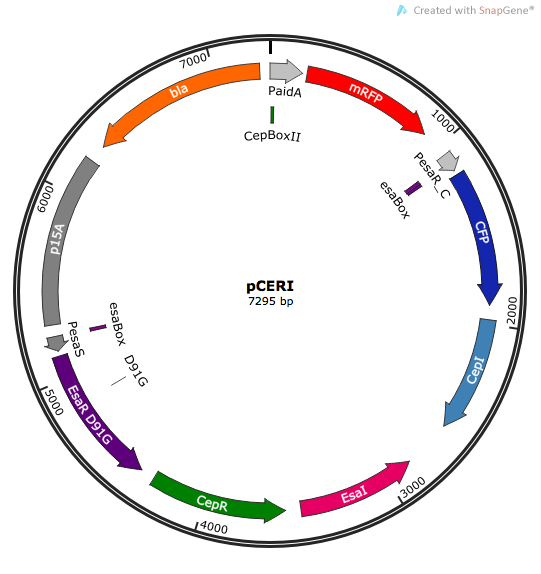 Created with SnapGene®
7000
bla
PaidA
mRFP
1000
CepBoxII
PesaR_C
esaBox
6000
CFP
p15A
pCERI
7295 bp
2000
esaBox
PesaS
CepI
D91G
5000
EsaR D91G
3000
EsaI
CepR
4000